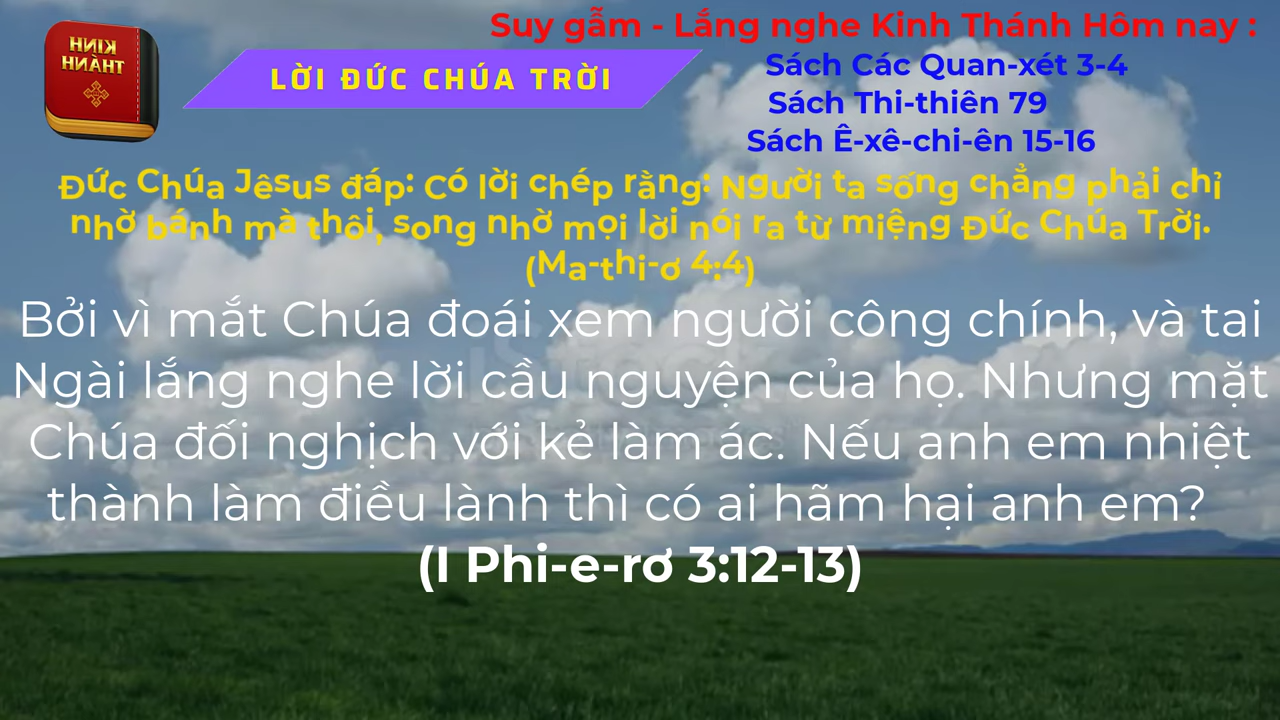 Suy gẫm - Lắng nghe Kinh Thánh Hôm nay :
KINH
THÀNH
LỜI ĐỨC CHÚA TRỜI
Sách Các Quan-xét 3-4
Sách Thi-thiên 79
Sách Ê-xê-chi-ên 15-16
Đức Chúa Jêsus đáp: Có lời chép rằng: Người ta sống chẳng phải chỉ
nhờ bánh mà thôi, song nhờ mọi lời nói ra từ miệng Đức Chúa Trời.
(Ma-thi-ơ 4:4)
Bởi vì mắt Chúa đoái xem người công chính, và tai
Ngài lắng nghe lời cầu nguyện của họ. Nhưng mặt
Chúa đối nghịch với kẻ làm ác. Nếu anh em nhiệt
thành làm điều lành thì có ai hãm hại anh em?
(I Phi-e-rơ 3:12-13)